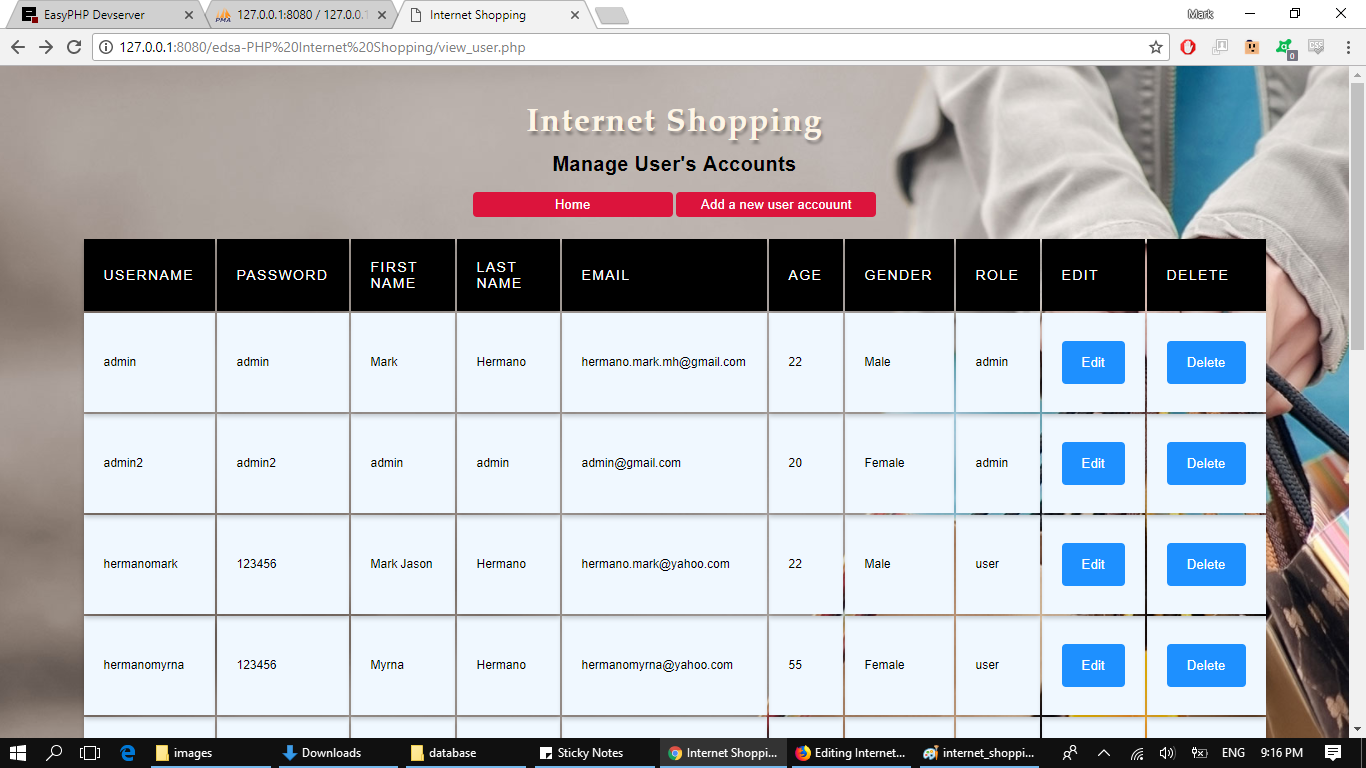 EasyPHP Devserver
127.0.0.1:8080 / 127.0.0.1
Internet Shopping
Mark
127.0.0.1:8080/edsa-PHP%20Internet%20Shopping/view_user.php
0
Internet Shopping
Manage User's Accounts
Home Add a new user accouunt
USERNAME PASSWORD FIRST NAME LAST NAME EMAIL AGE GENDER ROLE EDIT DELETE
admin admin Mark Hermano hermano.mark.mh@gmail.com 22 Male admin Edit Delete
admin2 admin2 admin admin admin@gmail.com 20 Female admin Edit Delete
hermanomark 123456 Mark Jason Hermano hermano.mark@yahoo.com 22 Male user Edit Delete
hermanomyrna 123456 Myrna Hermano hermanomyrna@yahoo.com 55 Female user Edit Delete
images Downloads database Sticky Notes Internet Shoppi... Editing Internet... internet_shoppi... ENG 9:16 PM